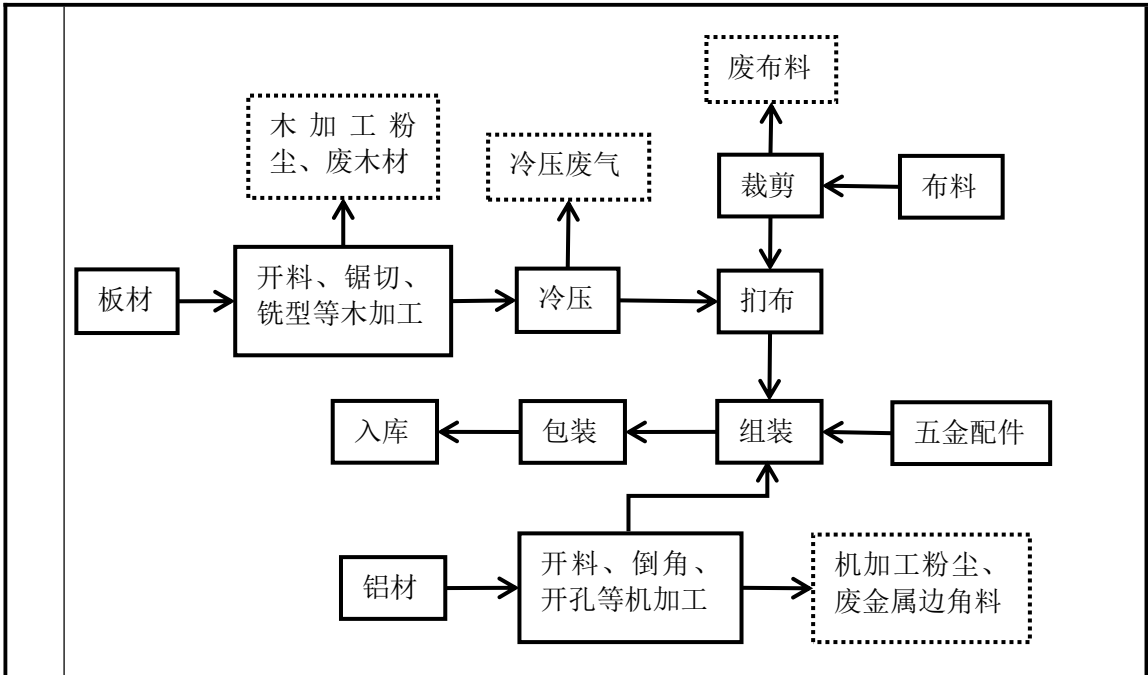 废布料
木加工粉
尘、废木材
冷压废气
裁剪
布料
板材
开料、锯切、
铣型等木加工
冷压
扪布
入库
包装
组装
五金配件
铝材
开料、倒角、
开孔等机加工
机加工粉尘、
废金属边角料